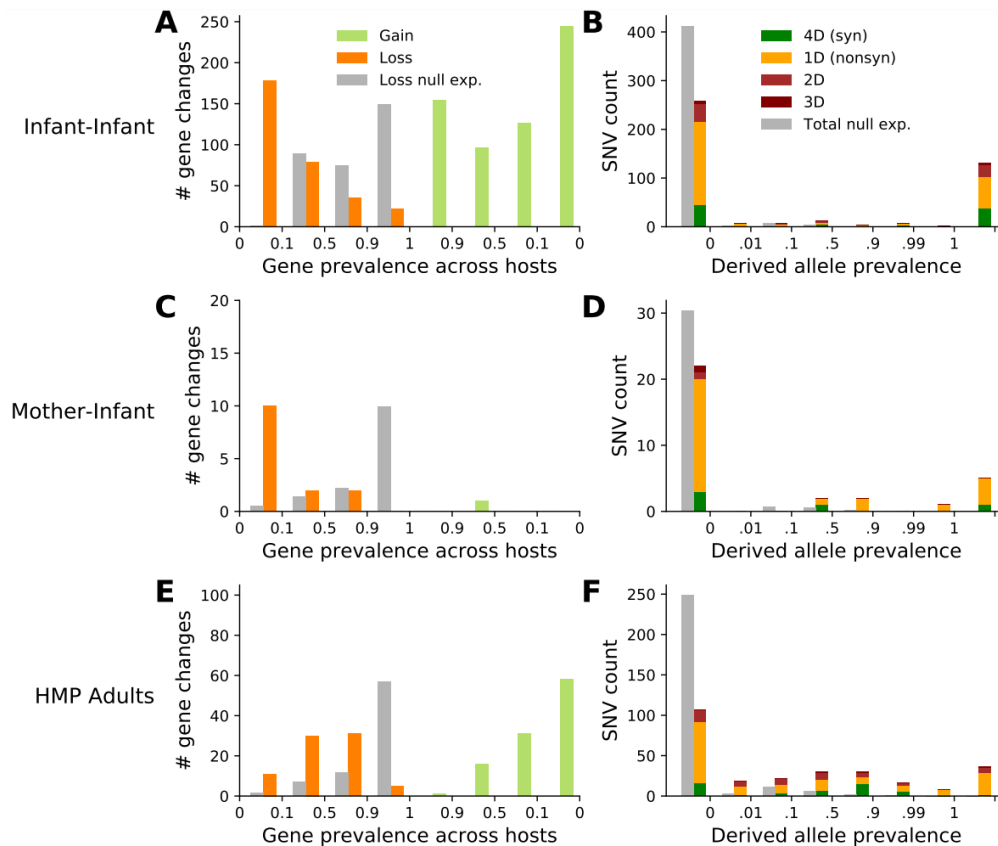 A
B
250
200
150
100
50
0
# gene changes
Gain
Loss
Loss null exp.
400
300
200
100
0
SNV count
4D (syn)
1D (nonsyn)
2D
3D
Total null exp.
Infant-Infant
0 0.1 0.5 0.9 1 0.9 0.5 0.1 0
Gene prevalence across hosts
0 .01 .1 .5 .9 .99 1
Derived allele prevalence
C
D
20
15
10
5
0
# gene changes
30
20
10
0
SNV count
Mother-Infant
0 0.1 0.5 0.9 1 0.9 0.5 0.1 0
Gene prevalence across hosts
0 .01 .1 .5 .9 .99 1
Derived allele prevalence
E
F
100
80
60
40
20
0
# gene changes
250
200
150
100
50
0
SNV count
HMP Adults
0 0.1 0.5 0.9 1 0.9 0.5 0.1 0
Gene prevalence across hosts
0 .01 .1 .5 .9 .99 1
Derived allele prevalence